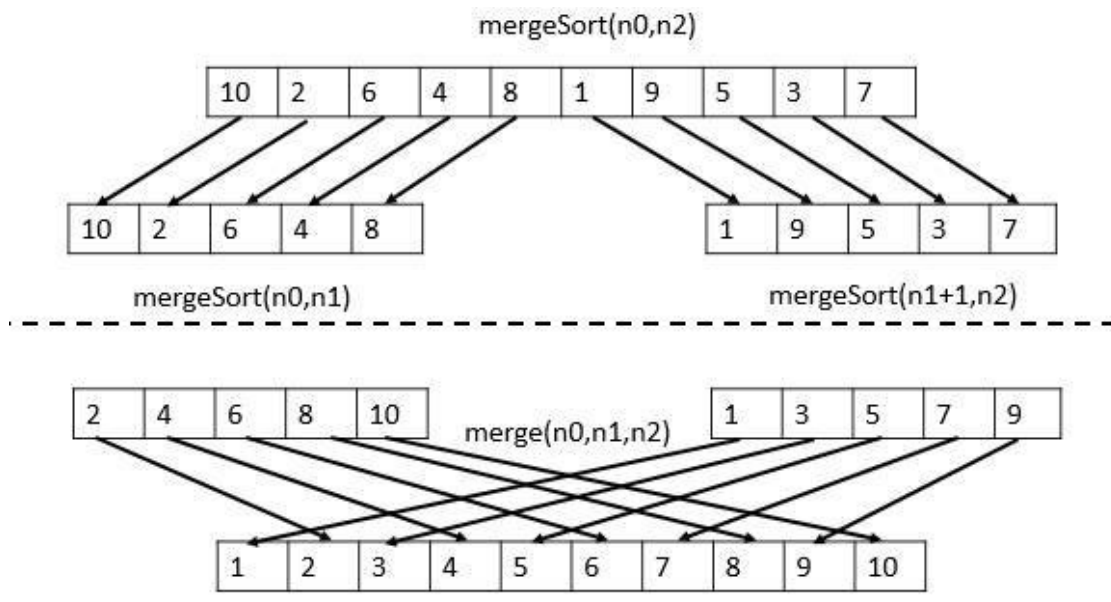 mergeSort(n0,n2)
10 2 6 4 8 1 9 5 3 7
10 2 6 4 8
1 9 5 3 7
mergeSort(n0,n1)
mergeSort(n1+1,n2)
2 4 6 8 10
1 3 5 7 9
merge(n0,n1,n2)
1 2 3 4 5 6 7 8 9 10